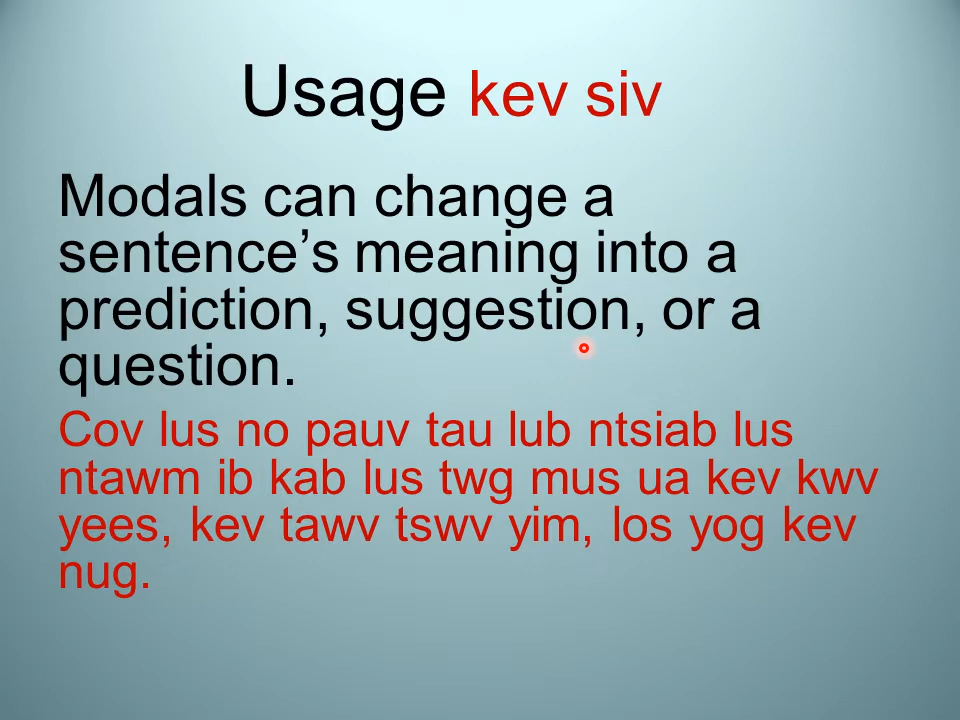 Usage kev siv
Modals can change a
sentence’s meaning into a
prediction, suggestion, or a
question.
Cov lus no pauv tau lub ntsiab lus
ntawm ib kab lus twg mus ua kev kwv
yees, kev tawv tswv yim, los yog kev
nug.